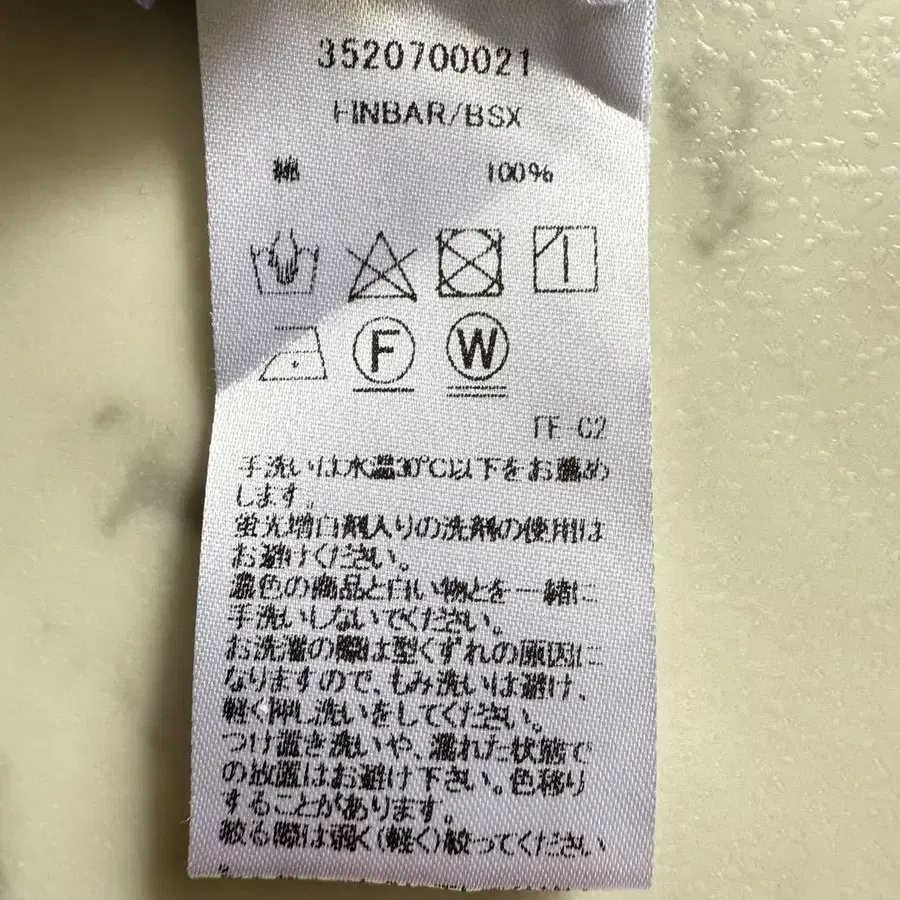 3520700021
HINBAR/BSX
綿 100%
F W
TF-C2
手洗いは水温30℃以下をお薦め
します。
蛍光増白剤入りの洗剤の使用は
お避けください。
濃色の商品と白い物とを一緒に
手洗いしないでください。
お洗濯の際は型くずれの原因に
なりますので、もみ洗いは避け、
軽く押し洗いをしてください。
つけ置き洗いや、濡れた状態で
の放置はお避け下さい。色移り
することがあります。
絞る際は弱く(軽く)絞ってください
。